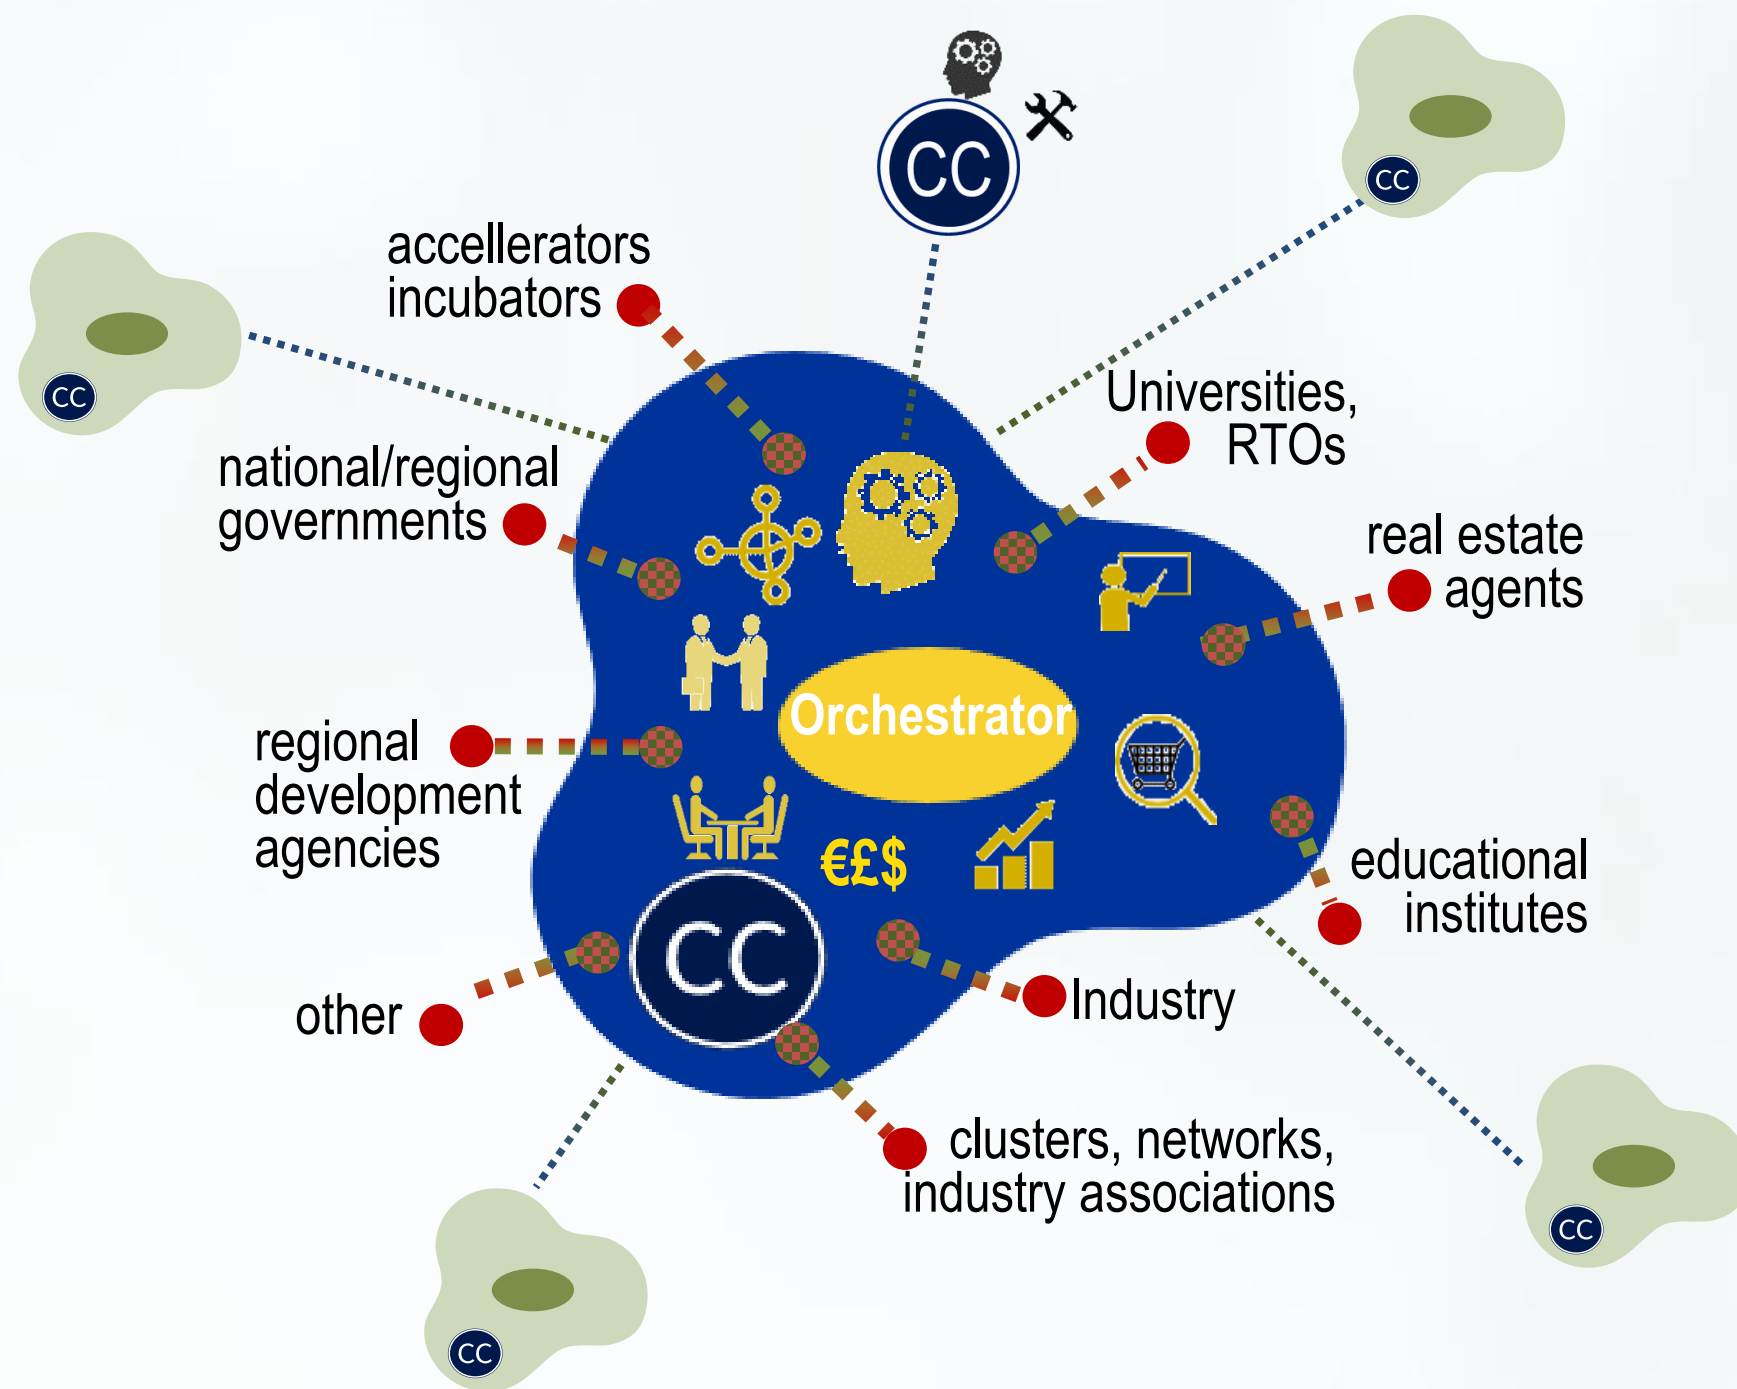 CC
CC
accellerators
incubators
CC
Universities,
RTOs
national/regional
governments
real estate
agents
Orchestrator
regional
development
agencies
€£$
educational
institutes
CC
Industry
other
clusters, networks,
industry associations
CC
CC